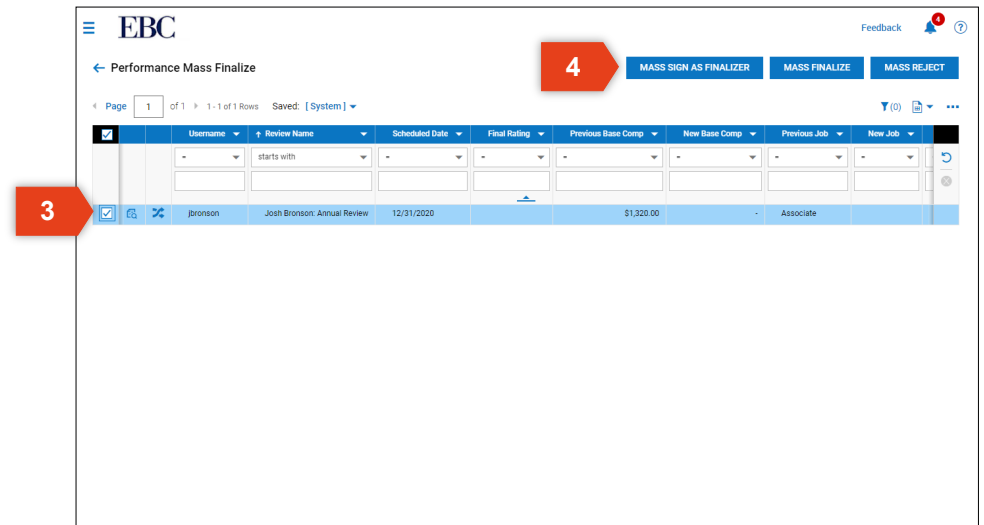 EBC
Feedback 4 ?
← Performance Mass Finalize
4 MASS SIGN AS FINALIZER MASS FINALIZE MASS REJECT
Page 1 of 1 1 - 1 of 1 Rows Saved: [ System ] (0) •••
Username ↑ Review Name Scheduled Date Final Rating Previous Base Comp New Base Comp Previous Job New Job
= starts with = = = = = =
3 jbronson Josh Bronson: Annual Review 12/31/2020 $1,320.00 - Associate